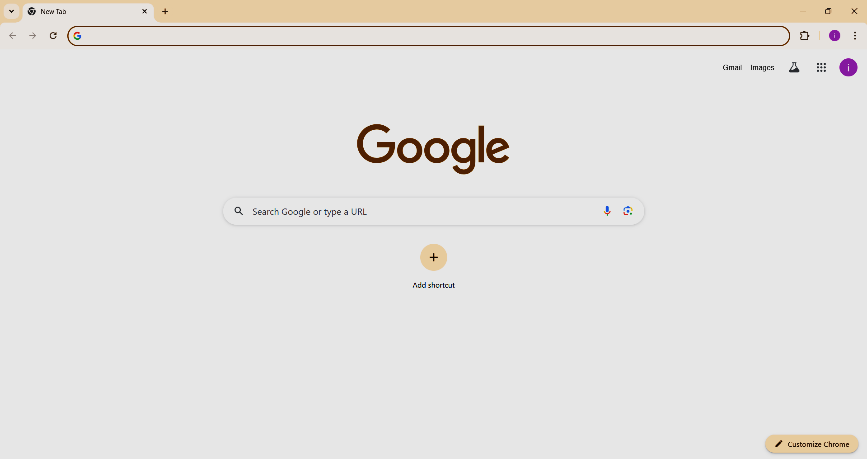 New Tab
Gmail Images
i
Google
Search Google or type a URL
Add shortcut
Customize Chrome